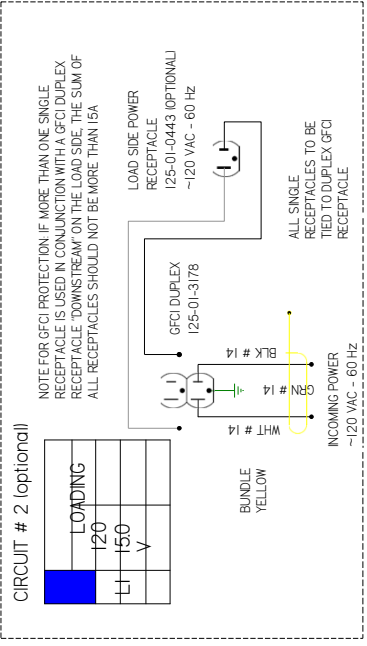 CIRCUIT # 2 (optional)
LOADING
120
L1 15.0
V
NOTE FOR GFCI PROTECTION: IF MORE THAN ONE SINGLE
RECEPTACLE IS USED IN CONJUNCTION WITH A GFCI DUPLEX
RECEPTACLE "DOWNSTREAM" ON THE LOAD SIDE, THE SUM OF
ALL RECEPTACLES SHOULD NOT BE MORE THAN 15A
LOAD SIDE POWER
RECEPTACLE
125-01-0443 (OPTIONAL)
~120 VAC - 60 Hz
GFCI DUPLEX
125-01-3178
BUNDLE
YELLOW
WHT # 14
GRN # 14
BLK # 14
INCOMING POWER
~120 VAC - 60 Hz
ALL SINGLE
RECEPTACLES TO BE
TIED TO DUPLEX GFCI
RECEPTACLE